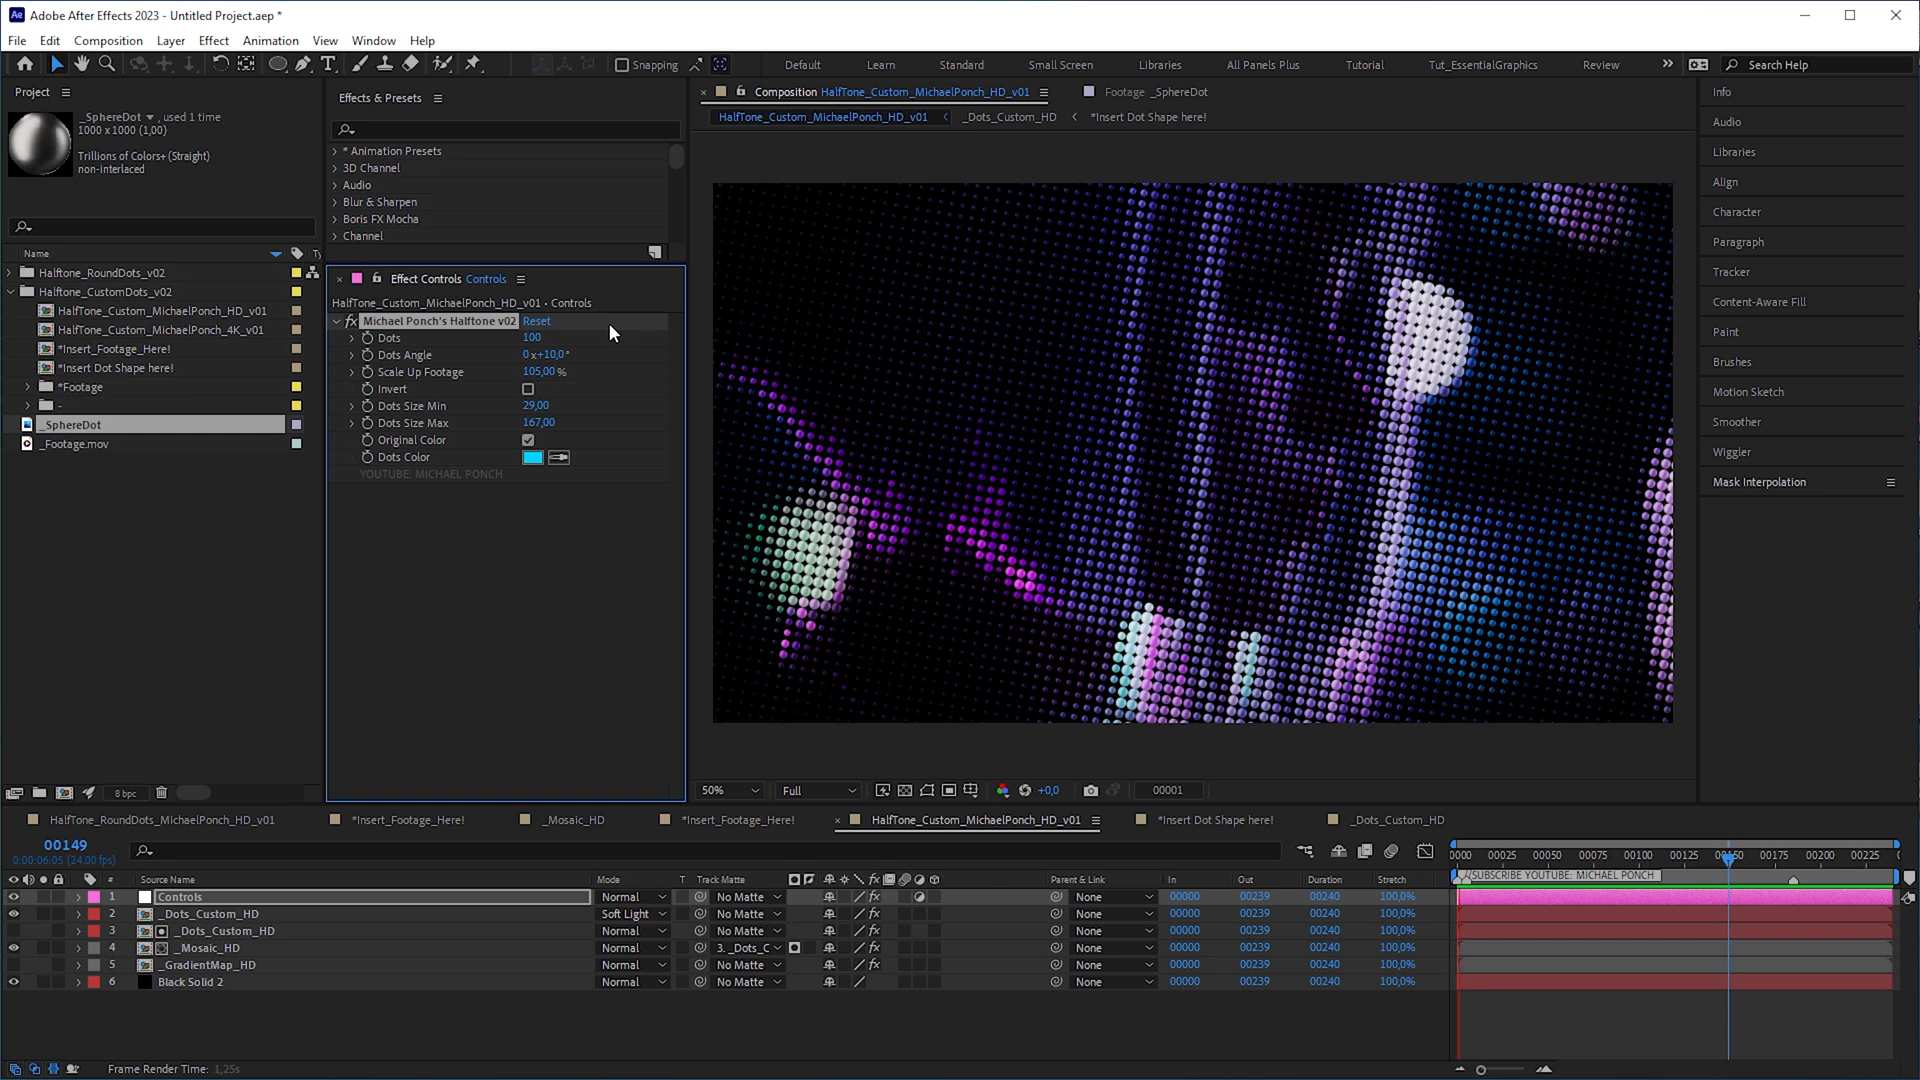 Adobe After Effects 2023 - Untitled Project.aep *
File Edit Composition Layer Effect Animation View Window Help
Snapping Default Learn Standard Small Screen Libraries All Panels Plus Tutorial Tut_EssentialGraphics Review Search Help
Project
_SphereDot , used 1 time
1000 x 1000 (1,00)
Trillions of Colors+ (Straight)
non-interlaced
Name Ty
Halftone_RoundDots_v02
Halftone_CustomDots_v02
HalfTone_Custom_MichaelPonch_HD_v01
HalfTone_Custom_MichaelPonch_4K_v01
*Insert_Footage_Here!
*Insert Dot Shape here!
*Footage
-
_SphereDot
_Footage.mov
8 bpc
Effects & Presets
* Animation Presets
3D Channel
Audio
Blur & Sharpen
Boris FX Mocha
Channel
Effect Controls Controls
HalfTone_Custom_MichaelPonch_HD_v01 • Controls
fx Michael Ponch's Halftone v02 Reset
Dots 100
Dots Angle 0x+10,0°
Scale Up Footage 105,00 %
Invert
Dots Size Min 29,00
Dots Size Max 167,00
Original Color
Dots Color
YOUTUBE: MICHAEL PONCH
Composition HalfTone_Custom_MichaelPonch_HD_v01 Footage _SphereDot
HalfTone_Custom_MichaelPonch_HD_v01 _Dots_Custom_HD *Insert Dot Shape here!
50% Full +0,0 00001
Info
Audio
Libraries
Align
Character
Paragraph
Tracker
Content-Aware Fill
Paint
Brushes
Motion Sketch
Smoother
Wiggler
Mask Interpolation
HalfTone_RoundDots_MichaelPonch_HD_v01 *Insert_Footage_Here! _Mosaic_HD *Insert_Footage_Here! HalfTone_Custom_MichaelPonch_HD_v01 *Insert Dot Shape here! _Dots_Custom_HD
00149
0:00:06:05 (24.00 fps)
0000 00025 00050 00075 00100 00125 00150 00175 00200 00225
# Source Name Mode T Track Matte Parent & Link In Out Duration Stretch
//SUBSCRIBE YOUTUBE: MICHAEL PONCH
1 Controls Normal No Matte None 00000 00239 00240 100,0%
2 _Dots_Custom_HD Soft Light No Matte None 00000 00239 00240 100,0%
3 _Dots_Custom_HD Normal No Matte None 00000 00239 00240 100,0%
4 _Mosaic_HD Normal 3. _Dots_C None 00000 00239 00240 100,0%
5 _GradientMap_HD Normal No Matte None 00000 00239 00240 100,0%
6 Black Solid 2 Normal No Matte None 00000 00239 00240 100,0%
Frame Render Time: 1,25s